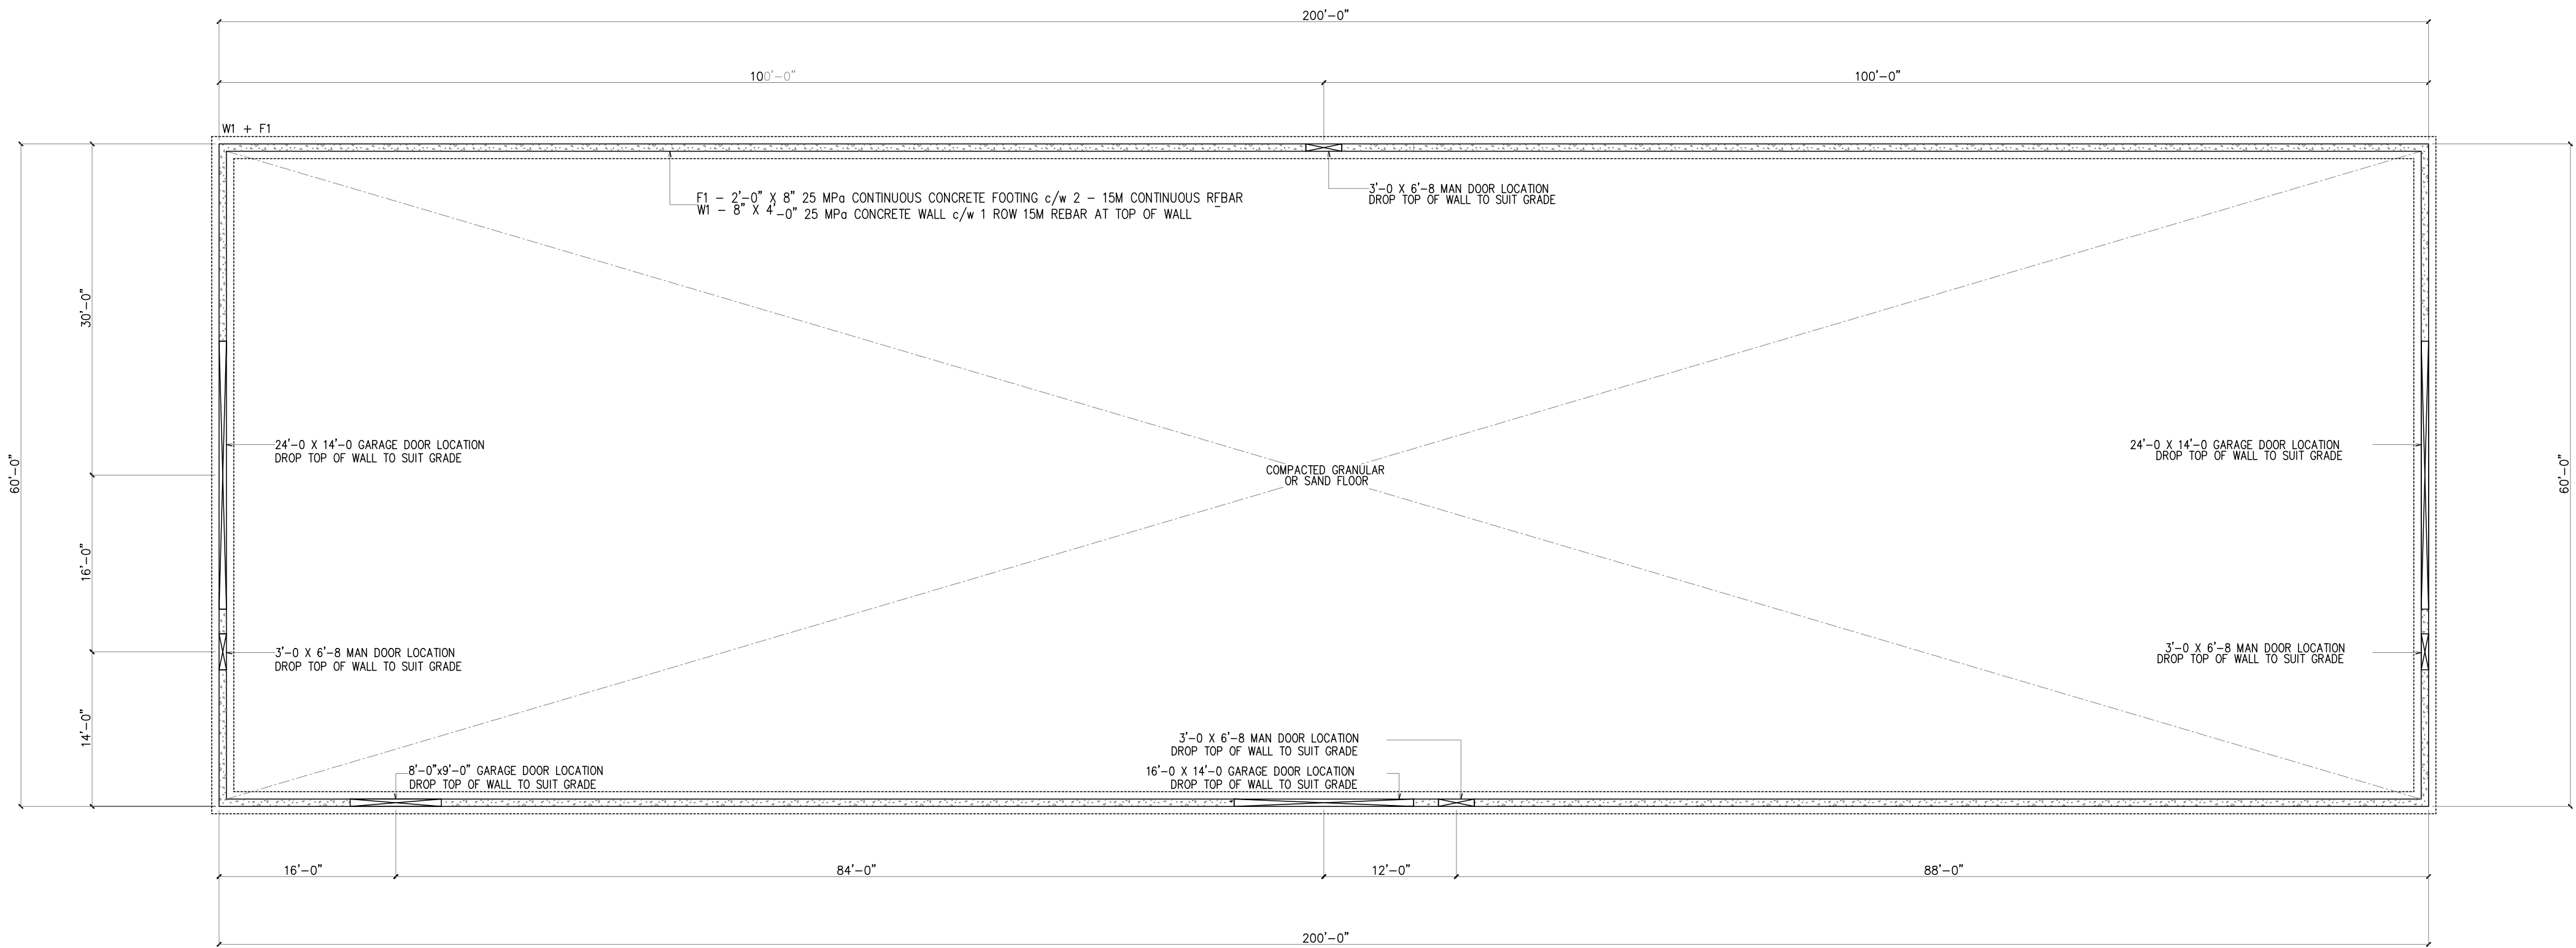 200'-0"
100'-0"
100'-0"
W1 + F1
F1 - 2'-0" X 8" 25 MPa CONTINUOUS CONCRETE FOOTING c/w 2 - 15M CONTINUOUS REBAR
W1 - 8" X 4'-0" 25 MPa CONCRETE WALL c/w 1 ROW 15M REBAR AT TOP OF WALL
3'-0 X 6'-8 MAN DOOR LOCATION
DROP TOP OF WALL TO SUIT GRADE
30'-0"
60'-0"
24'-0 X 14'-0 GARAGE DOOR LOCATION
DROP TOP OF WALL TO SUIT GRADE
COMPACTED GRANULAR
OR SAND FLOOR
24'-0 X 14'-0 GARAGE DOOR LOCATION
DROP TOP OF WALL TO SUIT GRADE
60'-0"
16'-0"
3'-0 X 6'-8 MAN DOOR LOCATION
DROP TOP OF WALL TO SUIT GRADE
3'-0 X 6'-8 MAN DOOR LOCATION
DROP TOP OF WALL TO SUIT GRADE
14'-0"
8'-0"x9'-0" GARAGE DOOR LOCATION
DROP TOP OF WALL TO SUIT GRADE
3'-0 X 6'-8 MAN DOOR LOCATION
DROP TOP OF WALL TO SUIT GRADE
16'-0 X 14'-0 GARAGE DOOR LOCATION
DROP TOP OF WALL TO SUIT GRADE
16'-0"
84'-0"
12'-0"
88'-0"
200'-0"